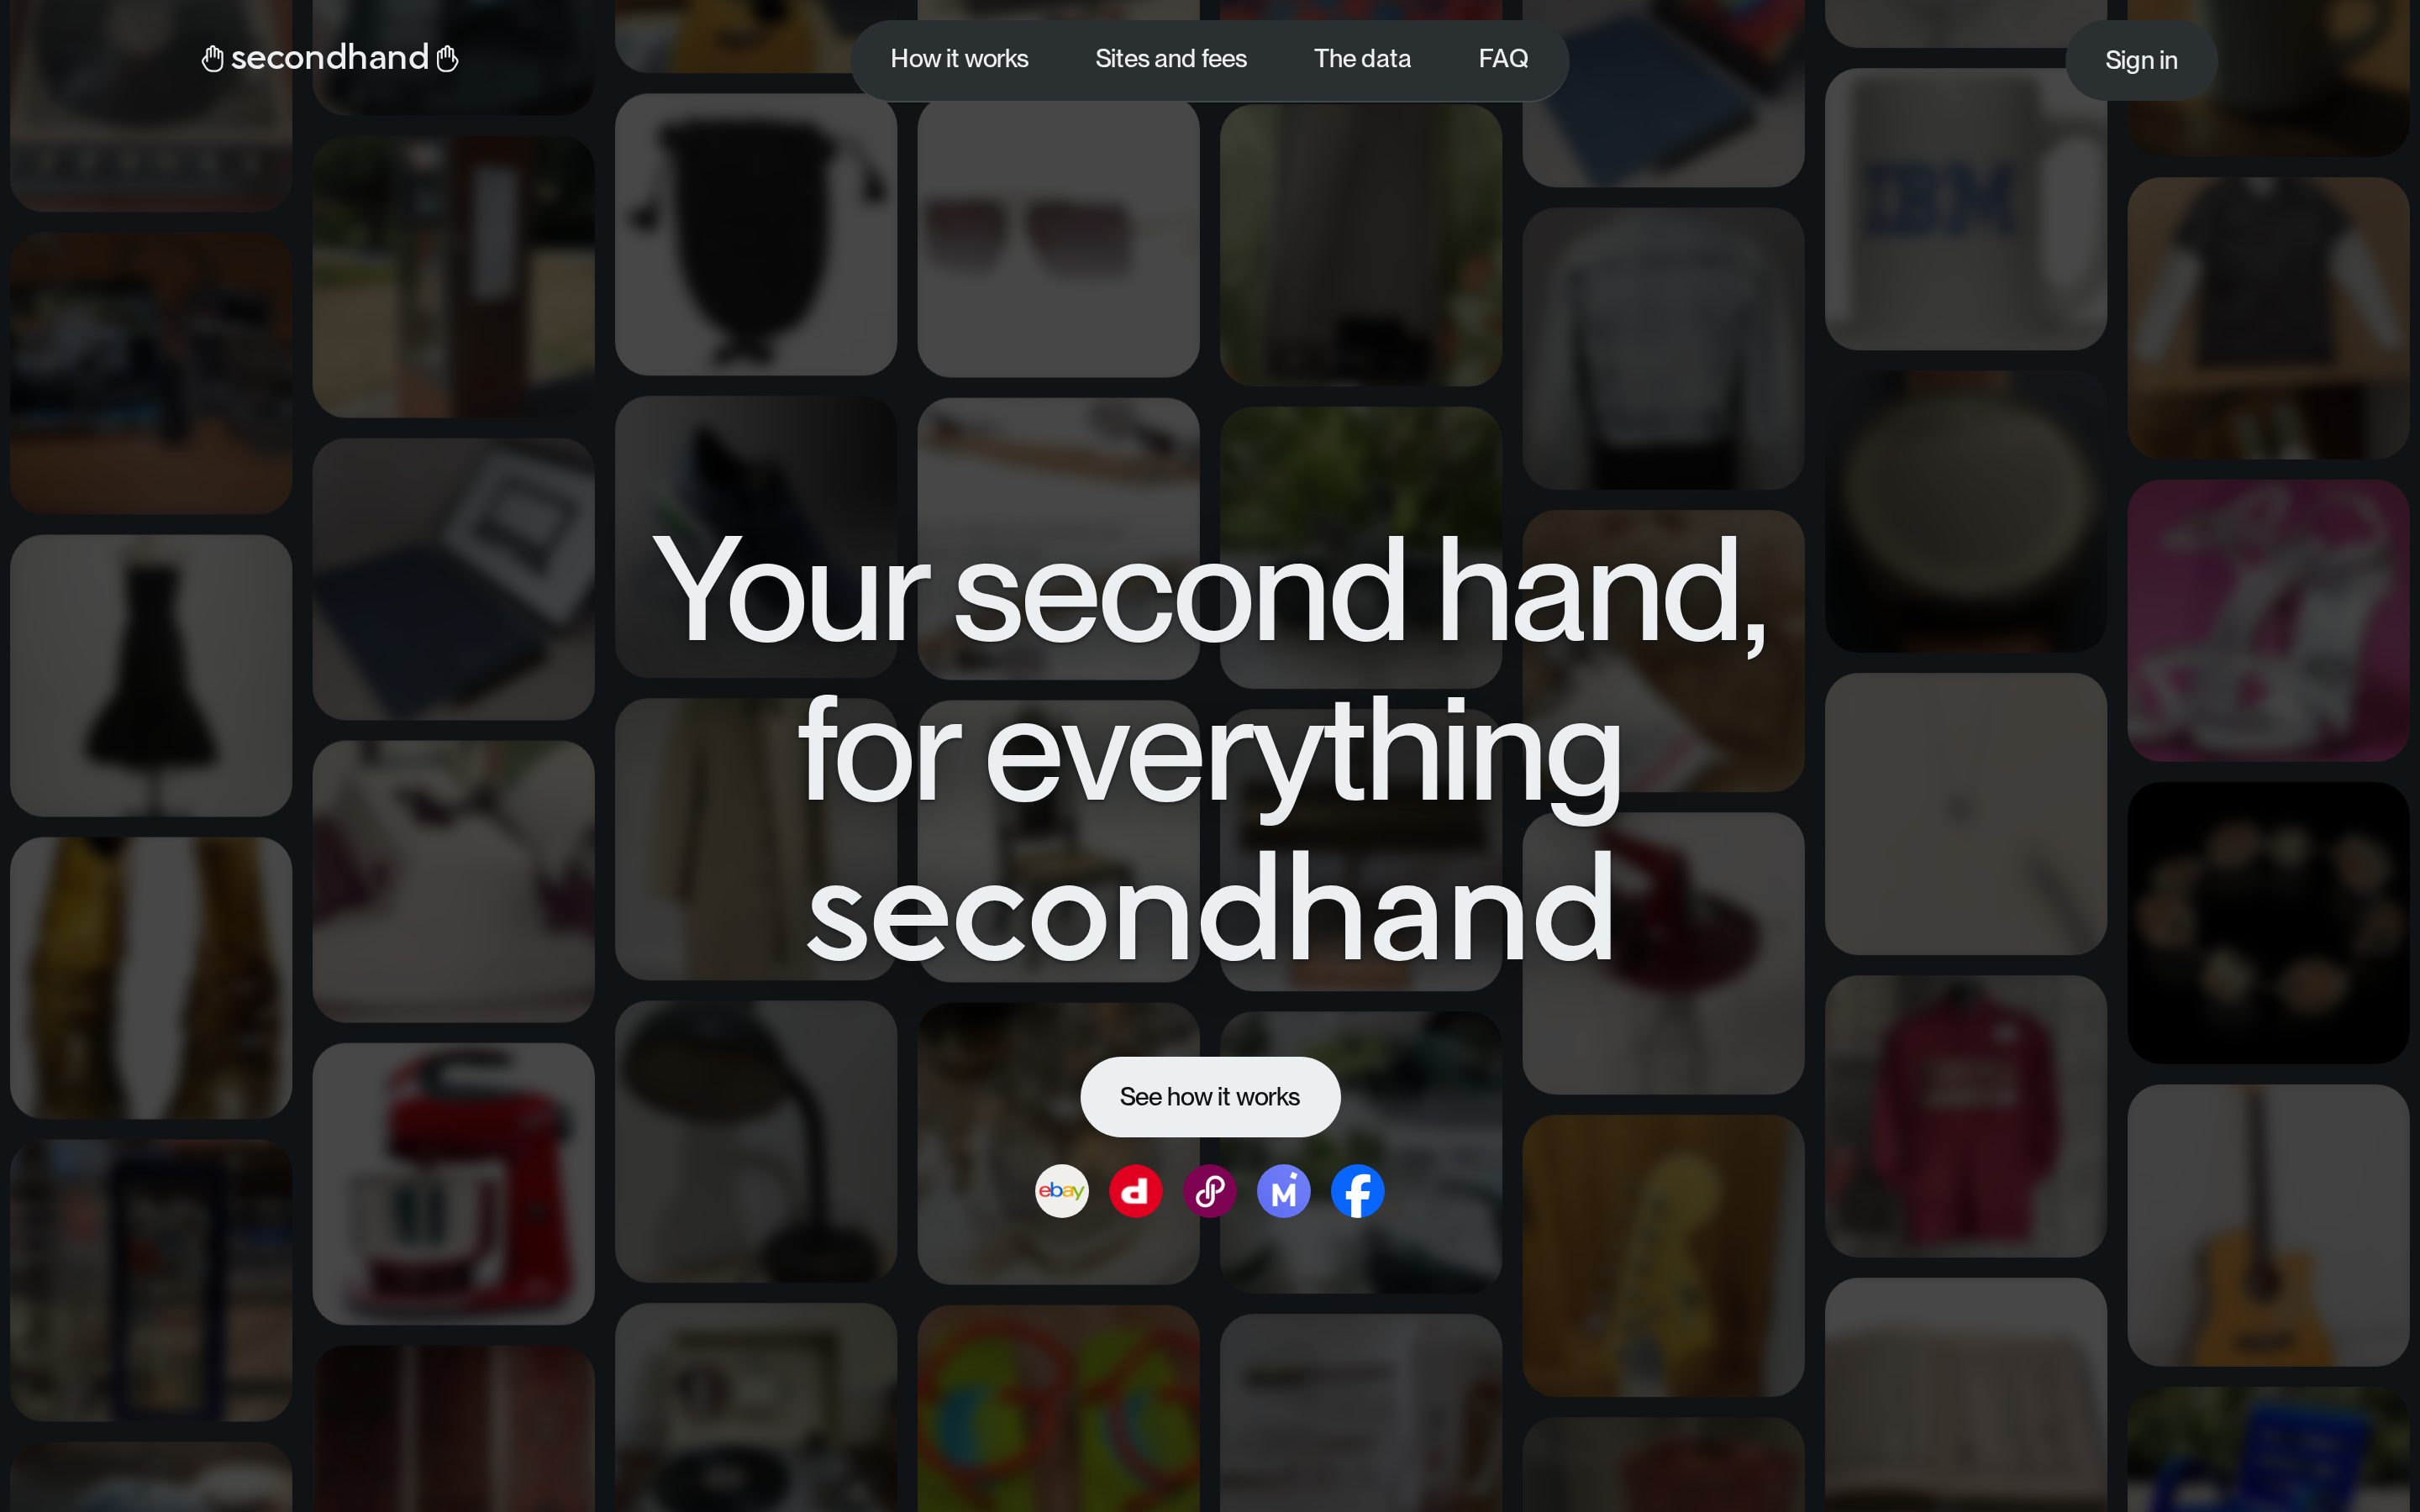 secondhand
How it works
Sites and fees
The data
FAQ
Sign in
IBM
Your second hand,
for everything
secondhand
See how it works
ebay